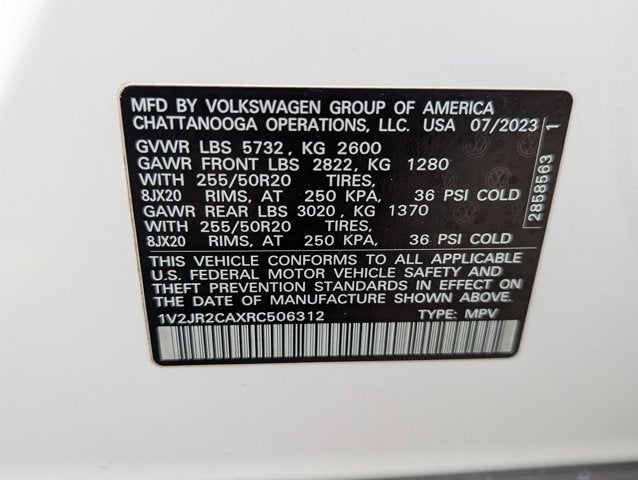 MFD BY VOLKSWAGEN GROUP OF AMERICA
CHATTANOOGA OPERATIONS, LLC. USA 07/2023
GVWR LBS 5732, KG 2600
GAWR FRONT LBS 2822, KG 1280
WITH 255/50R20 TIRES,
8JX20 RIMS, AT 250 KPA, 36 PSI COLD
GAWR REAR LBS 3020, KG 1370
WITH 255/50R20 TIRES,
8JX20 RIMS, AT 250 KPA, 36 PSI COLD
THIS VEHICLE CONFORMS TO ALL APPLICABLE
U.S. FEDERAL MOTOR VEHICLE SAFETY AND
THEFT PREVENTION STANDARDS IN EFFECT ON
THE DATE OF MANUFACTURE SHOWN ABOVE.
1V2JR2CAXRC506312 TYPE: MPV
2858563 1